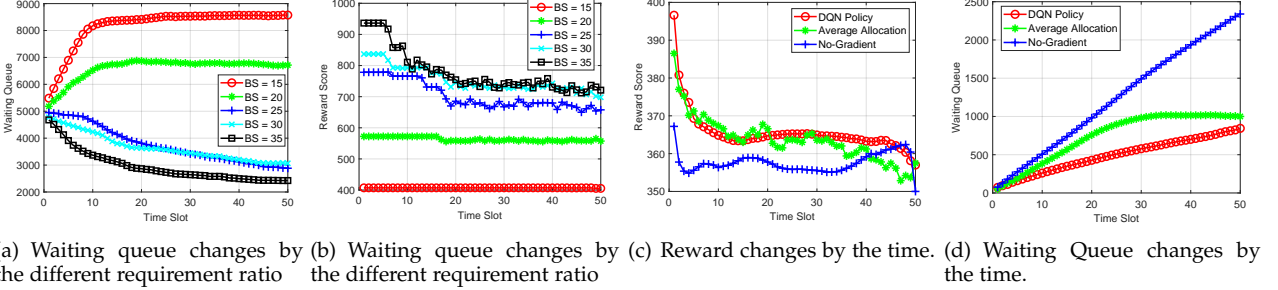 9000
8000
7000
6000
5000
4000
3000
2000
Waiting Queue
0 10 20 30 40 50
Time Slot
BS = 15
BS = 20
BS = 25
BS = 30
BS = 35
1000
900
800
700
600
500
400
Reward Score
0 10 20 30 40 50
Time Slot
BS = 15
BS = 20
BS = 25
BS = 30
BS = 35
400
390
380
370
360
350
Reward Score
0 10 20 30 40 50
Time Slot
DQN Policy
Average Allocation
No-Gradient
2500
2000
1500
1000
500
0
Waiting Queue
0 10 20 30 40 50
Time Slot
DQN Policy
Average Allocation
No-Gradient
(a) Waiting queue changes by
the different requirement ratio
(b) Waiting queue changes by
the different requirement ratio
(c) Reward changes by the time.
(d) Waiting Queue changes by
the time.